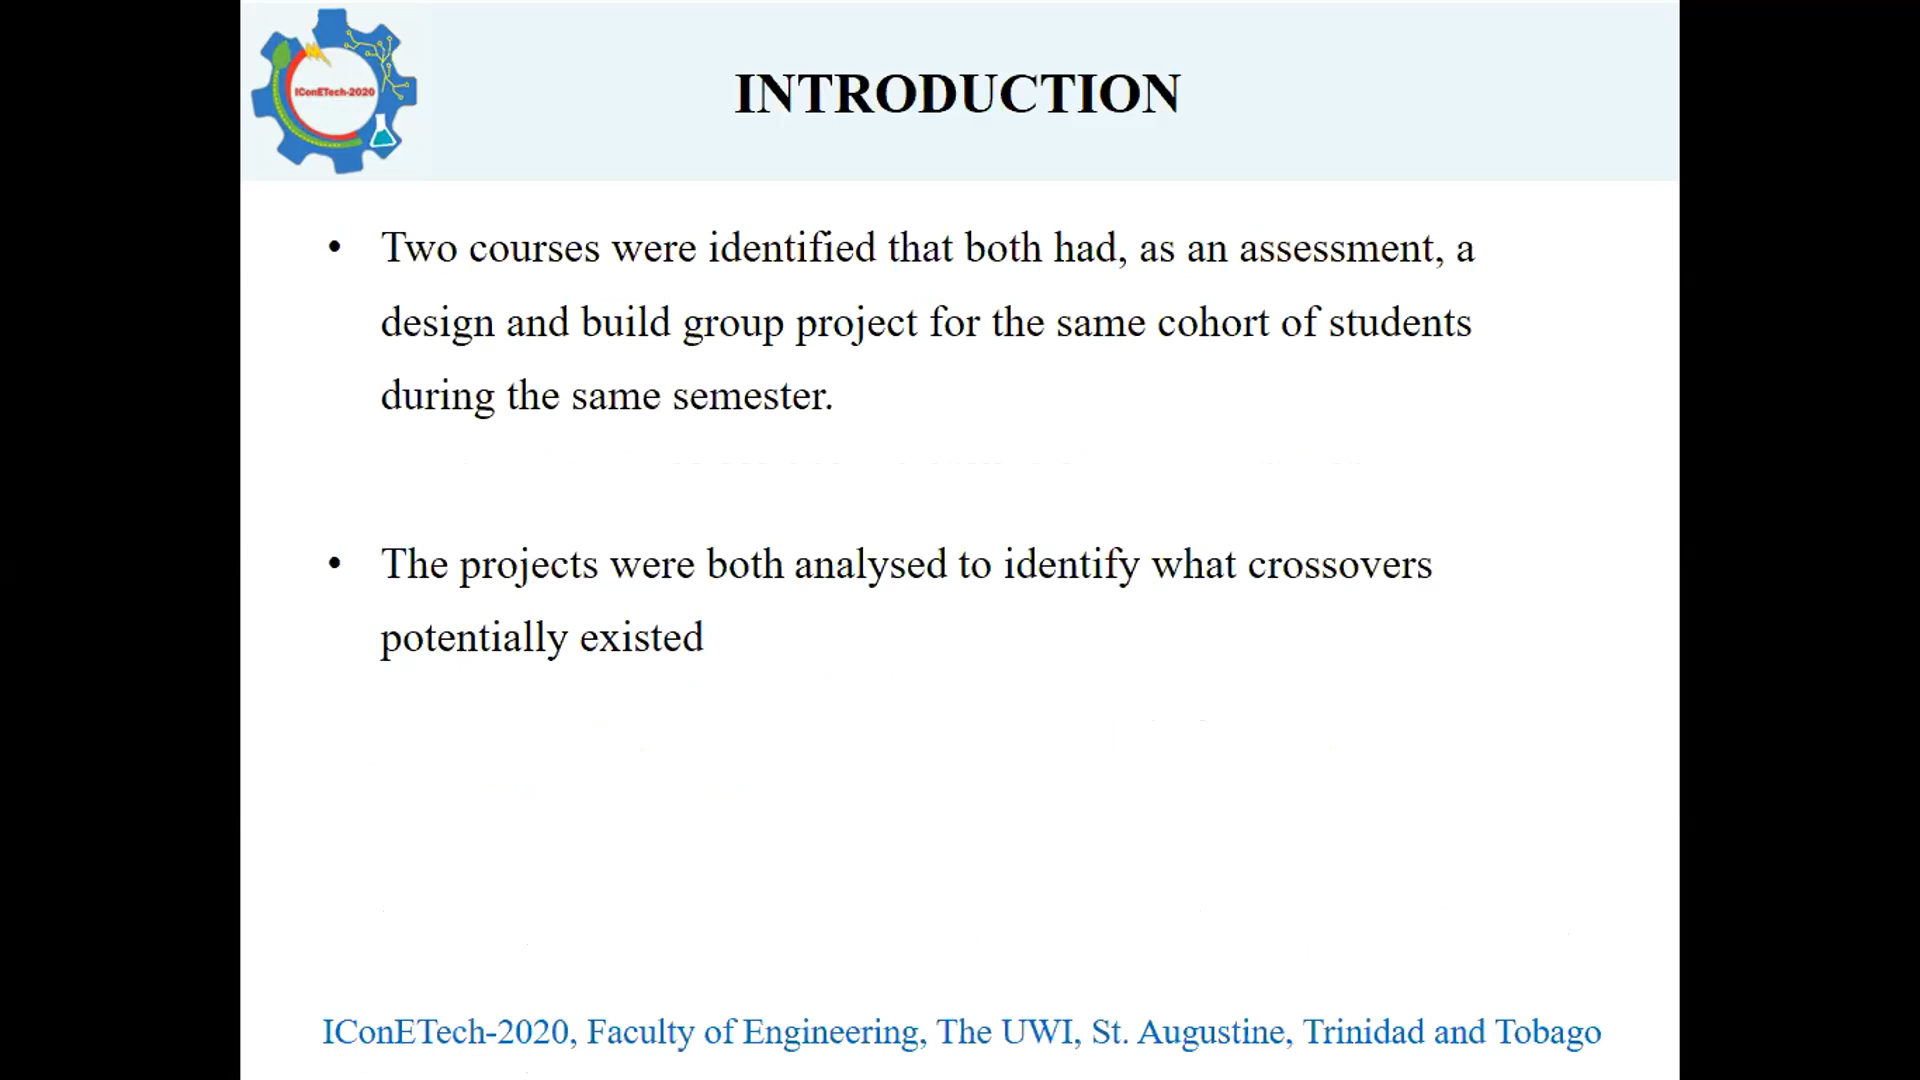 IConETech-2020
INTRODUCTION
• Two courses were identified that both had, as an assessment, a
design and build group project for the same cohort of students
during the same semester.
• The projects were both analysed to identify what crossovers
potentially existed
IConETech-2020, Faculty of Engineering, The UWI, St. Augustine, Trinidad and Tobago